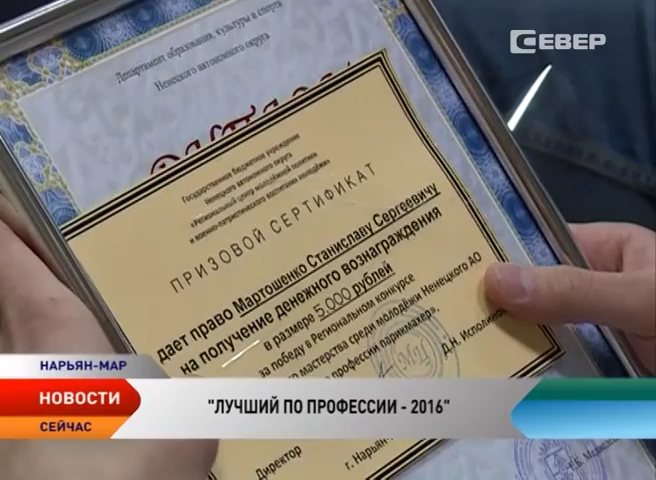 СЕВЕР
Департамент образования, культуры и спорта
Ненецкого автономного округа
Государственное бюджетное учреждение
Ненецкого автономного округа
«Региональный центр молодёжной политики
и военно-патриотического воспитания молодёжи»
ПРИЗОВОЙ СЕРТИФИКАТ
дает право Мартошенко Станиславу Сергеевичу
на получение денежного вознаграждения
в размере 5.000 рублей
за победу в Региональном конкурсе
мастерства среди молодёжи Ненецкого АО
профессии парикмахер».
Д.Н.
Директор
г. Нарьян-
НАРЬЯН-МАР
НОВОСТИ
СЕЙЧАС
"ЛУЧШИЙ ПО ПРОФЕССИИ - 2016"